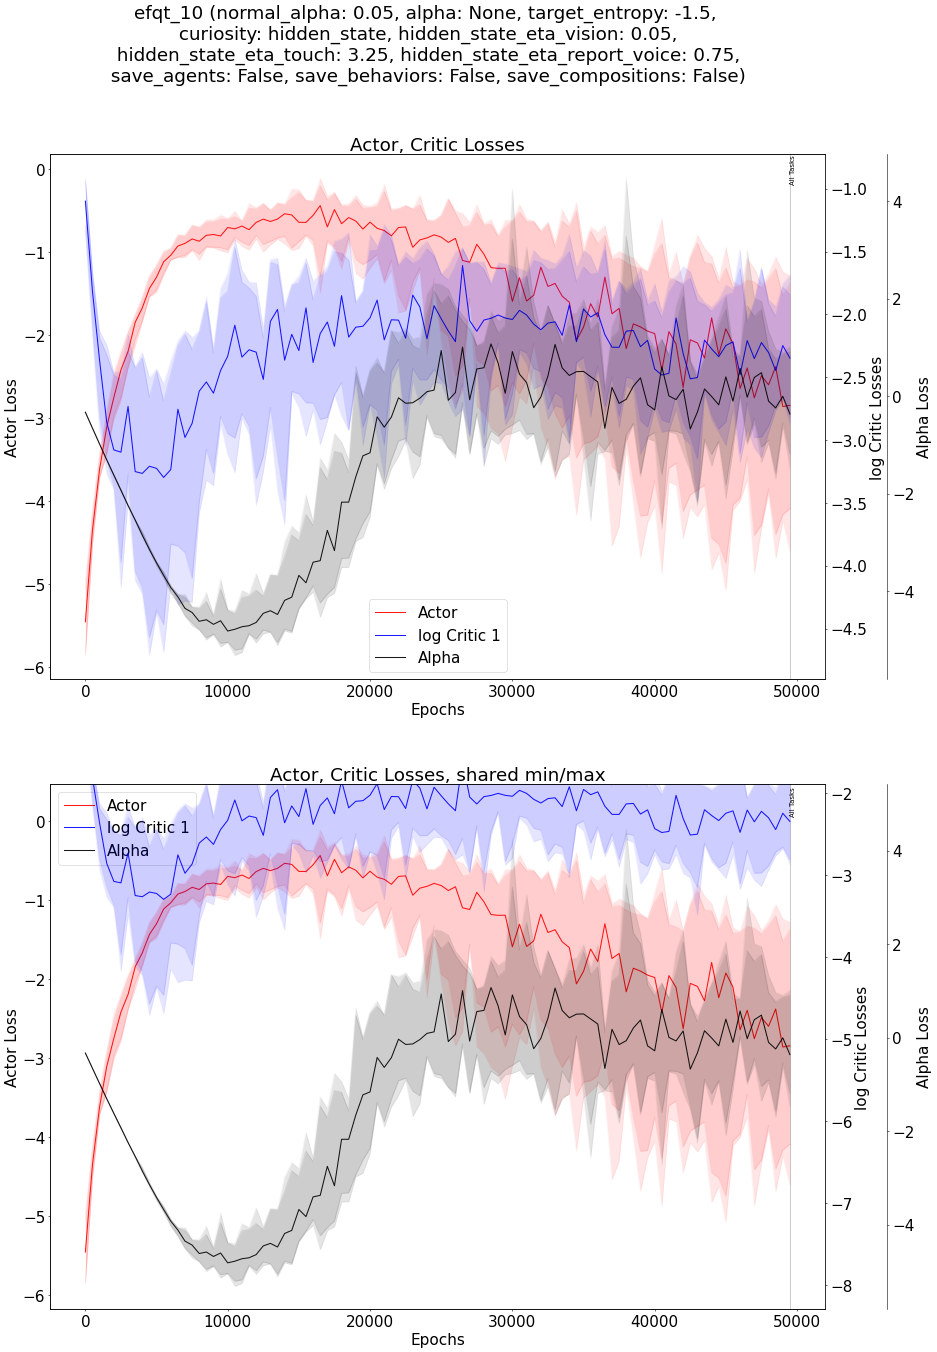 efqt_10 (normal_alpha: 0.05, alpha: None, target_entropy: -1.5,
curiosity: hidden_state, hidden_state_eta_vision: 0.05,
hidden_state_eta_touch: 3.25, hidden_state_eta_report_voice: 0.75,
save_agents: False, save_behaviors: False, save_compositions: False)
Actor, Critic Losses
All Tasks
0
−1
−2
−3
−4
−5
−6
Actor Loss
−1.0
−1.5
−2.0
−2.5
−3.0
−3.5
−4.0
−4.5
log Critic Losses
4
2
0
−2
−4
Alpha Loss
Actor
log Critic 1
Alpha
0
10000
20000
30000
40000
50000
Epochs
Actor, Critic Losses, shared min/max
Actor
log Critic 1
Alpha
All Tasks
0
−1
−2
−3
−4
−5
−6
Actor Loss
−2
−3
−4
−5
−6
−7
−8
log Critic Losses
4
2
0
−2
−4
Alpha Loss
0
10000
20000
30000
40000
50000
Epochs